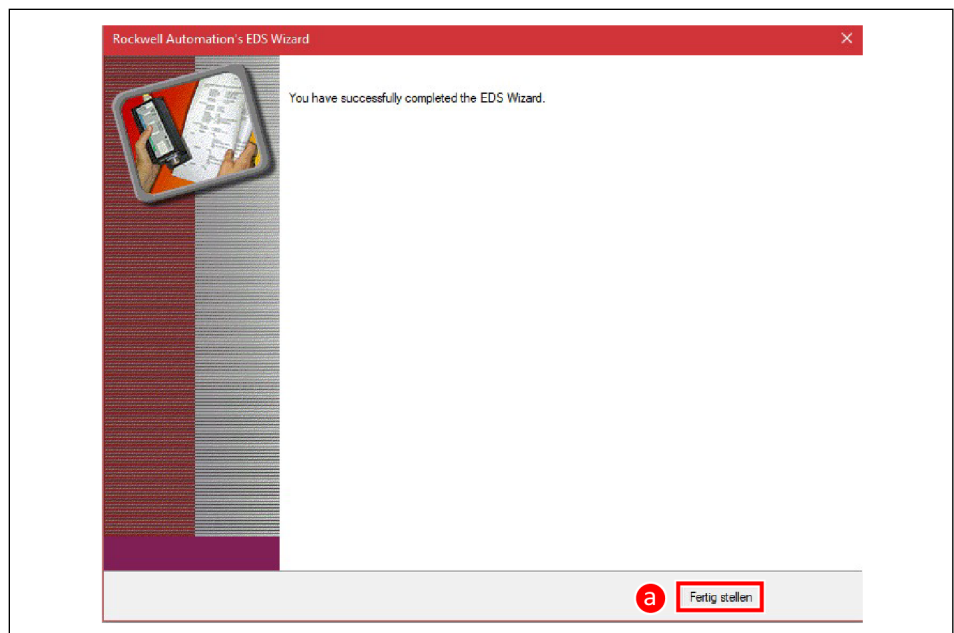 Rockwell Automation's EDS Wizard
You have successfully completed the EDS Wizard.
a
Fertig stellen